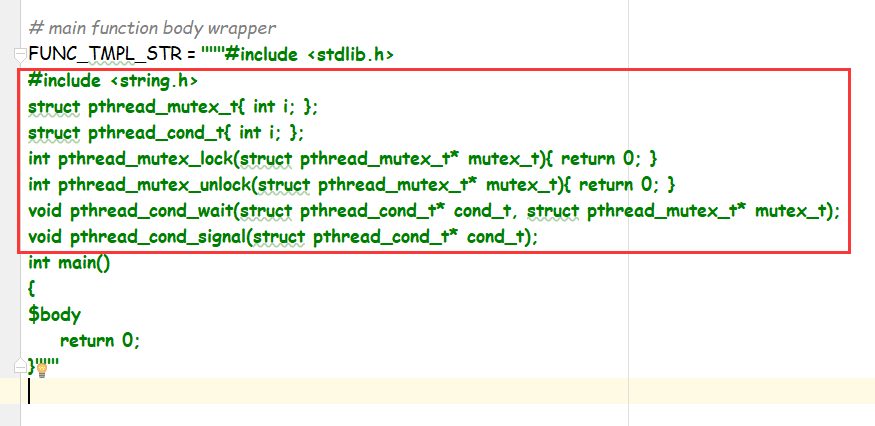 # main function body wrapper
FUNC_TMPL_STR = """#include <stdlib.h>
#include <string.h>
struct pthread_mutex_t{ int i; };
struct pthread_cond_t{ int i; };
int pthread_mutex_lock(struct pthread_mutex_t* mutex_t){ return 0; }
int pthread_mutex_unlock(struct pthread_mutex_t* mutex_t){ return 0; }
void pthread_cond_wait(struct pthread_cond_t* cond_t, struct pthread_mutex_t* mutex_t);
void pthread_cond_signal(struct pthread_cond_t* cond_t);
int main()
{
$body
    return 0;
}"""